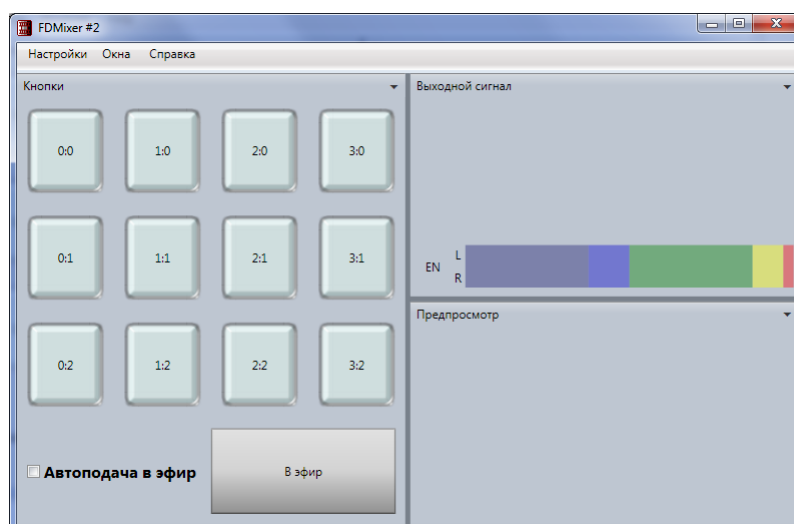 FDMixer #2
Настройки Окна Справка
Кнопки
0:0 1:0 2:0 3:0
0:1 1:1 2:1 3:1
0:2 1:2 2:2 3:2
Автоподача в эфир
В эфир
Выходной сигнал
EN
L
R
Предпросмотр